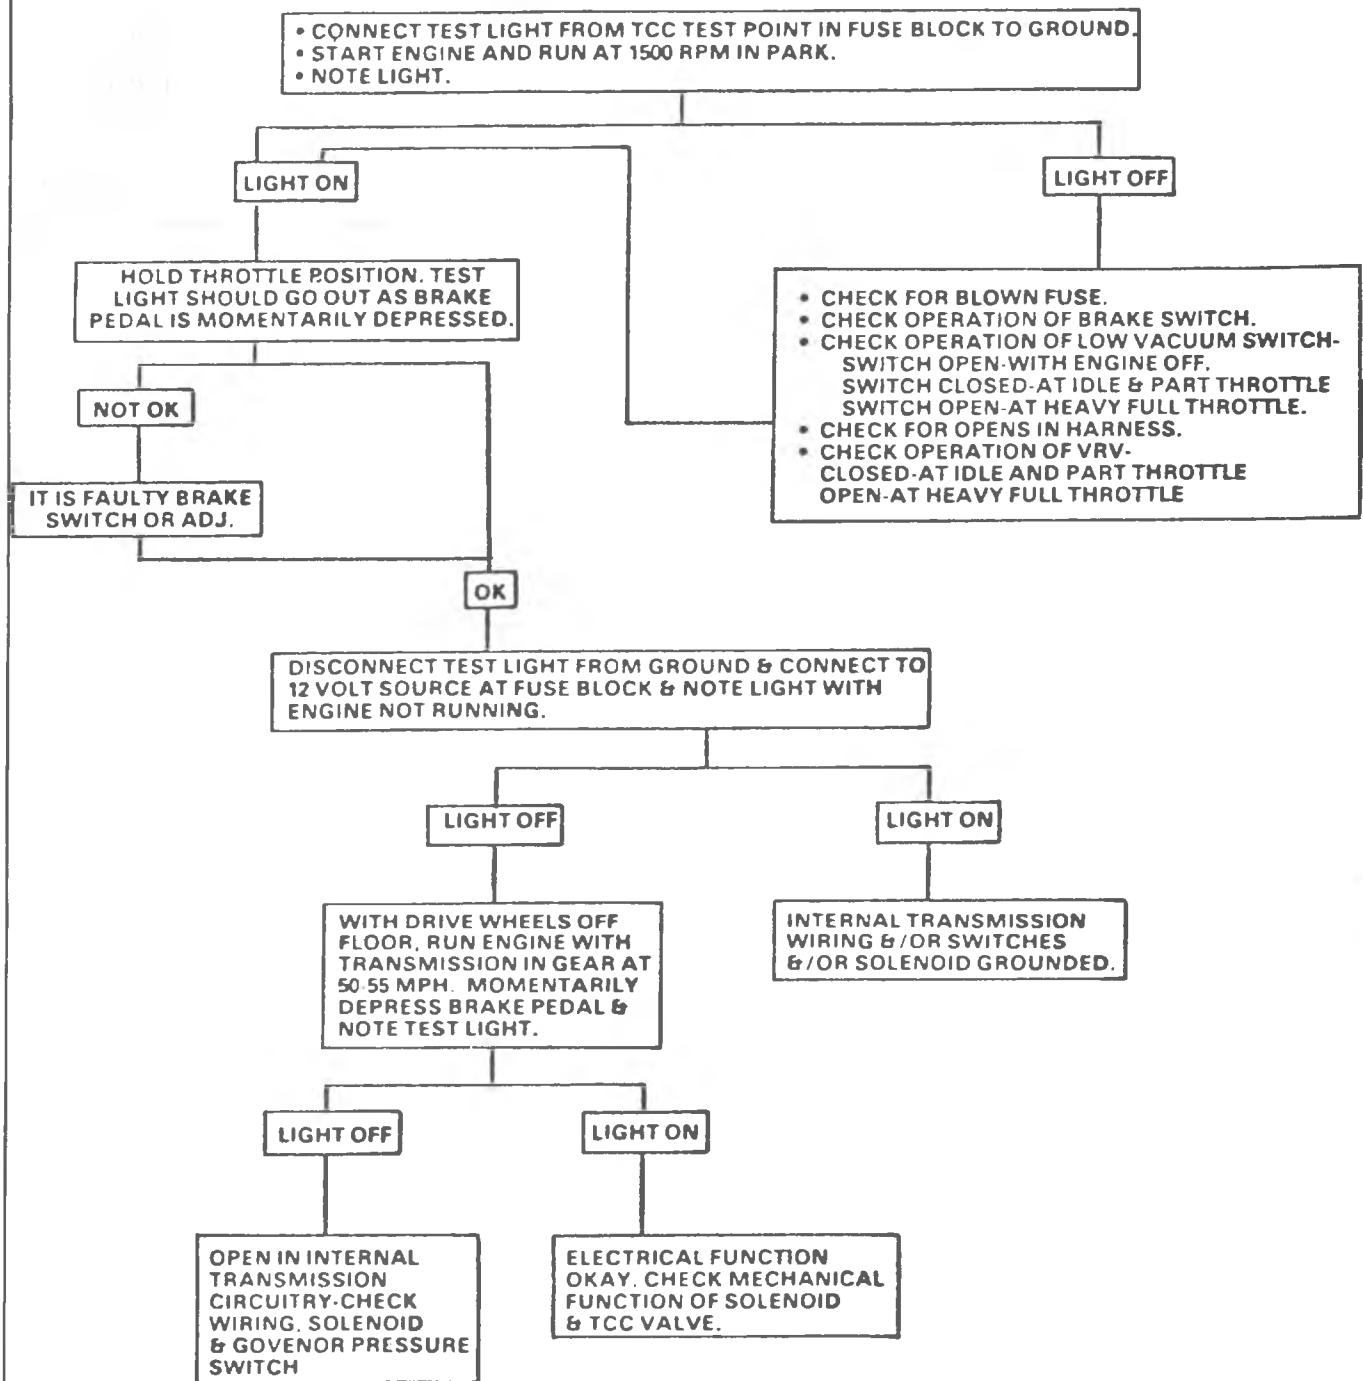 • CONNECT TEST LIGHT FROM TCC TEST POINT IN FUSE BLOCK TO GROUND.
• START ENGINE AND RUN AT 1500 RPM IN PARK.
• NOTE LIGHT.
LIGHT ON
LIGHT OFF
HOLD THROTTLE POSITION. TEST
LIGHT SHOULD GO OUT AS BRAKE
PEDAL IS MOMENTARILY DEPRESSED.
• CHECK FOR BLOWN FUSE.
• CHECK OPERATION OF BRAKE SWITCH.
• CHECK OPERATION OF LOW VACUUM SWITCH-
SWITCH OPEN-WITH ENGINE OFF.
SWITCH CLOSED-AT IDLE & PART THROTTLE
SWITCH OPEN-AT HEAVY FULL THROTTLE.
• CHECK FOR OPENS IN HARNESS.
• CHECK OPERATION OF VRV-
CLOSED-AT IDLE AND PART THROTTLE
OPEN-AT HEAVY FULL THROTTLE
NOT OK
IT IS FAULTY BRAKE
SWITCH OR ADJ.
OK
DISCONNECT TEST LIGHT FROM GROUND & CONNECT TO
12 VOLT SOURCE AT FUSE BLOCK & NOTE LIGHT WITH
ENGINE NOT RUNNING.
LIGHT OFF
LIGHT ON
WITH DRIVE WHEELS OFF
FLOOR, RUN ENGINE WITH
TRANSMISSION IN GEAR AT
50-55 MPH. MOMENTARILY
DEPRESS BRAKE PEDAL &
NOTE TEST LIGHT.
INTERNAL TRANSMISSION
WIRING &/OR SWITCHES
&/OR SOLENOID GROUNDED.
LIGHT OFF
LIGHT ON
OPEN IN INTERNAL
TRANSMISSION
CIRCUITRY-CHECK
WIRING, SOLENOID
& GOVENOR PRESSURE
SWITCH
ELECTRICAL FUNCTION
OKAY. CHECK MECHANICAL
FUNCTION OF SOLENOID
& TCC VALVE.